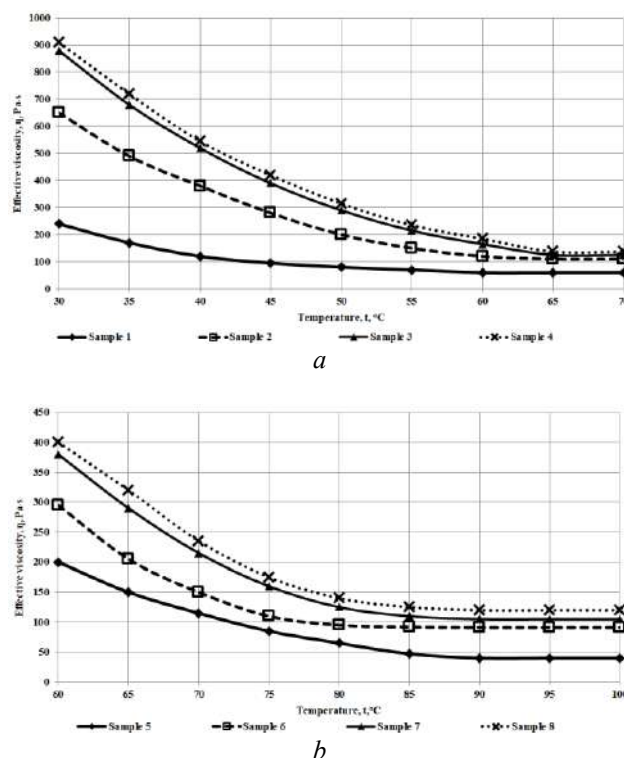 Effective viscosity, η, Pa·s
1000
900
800
700
600
500
400
300
200
100
0
30 35 40 45 50 55 60 65 70
Temperature, t, °C
Sample 1 Sample 2 Sample 3 Sample 4
a
Effective viscosity, η, Pa·s
450
400
350
300
250
200
150
100
50
0
60 65 70 75 80 85 90 95 100
Temperature, t,°C
Sample 5 Sample 6 Sample 7 Sample 8
b